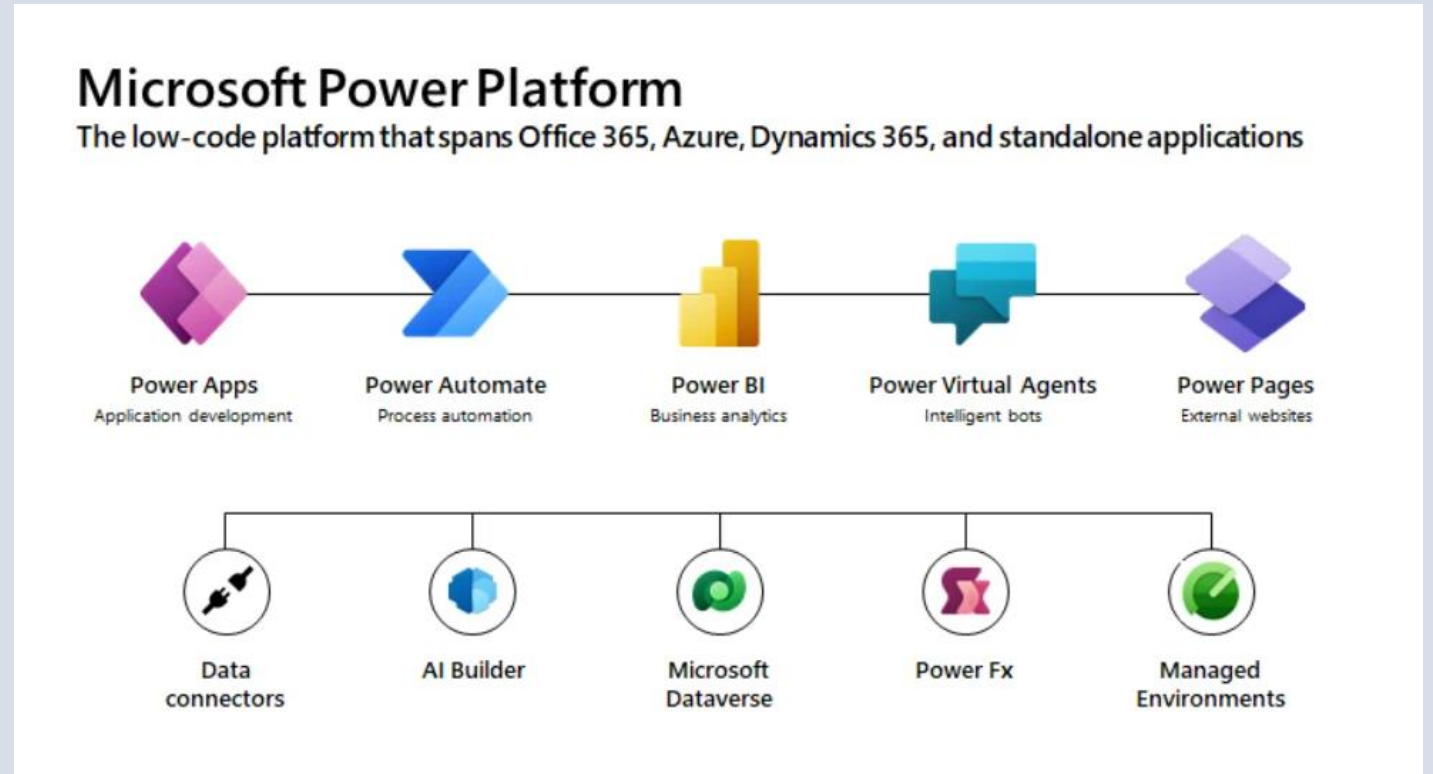 Microsoft Power Platform
The low-code platform that spans Office 365, Azure, Dynamics 365, and standalone applications
Power Apps
Application development
Power Automate
Process automation
Power BI
Business analytics
Power Virtual Agents
Intelligent bots
Power Pages
External websites
Data
connectors
AI Builder
Microsoft
Dataverse
Power Fx
Managed
Environments